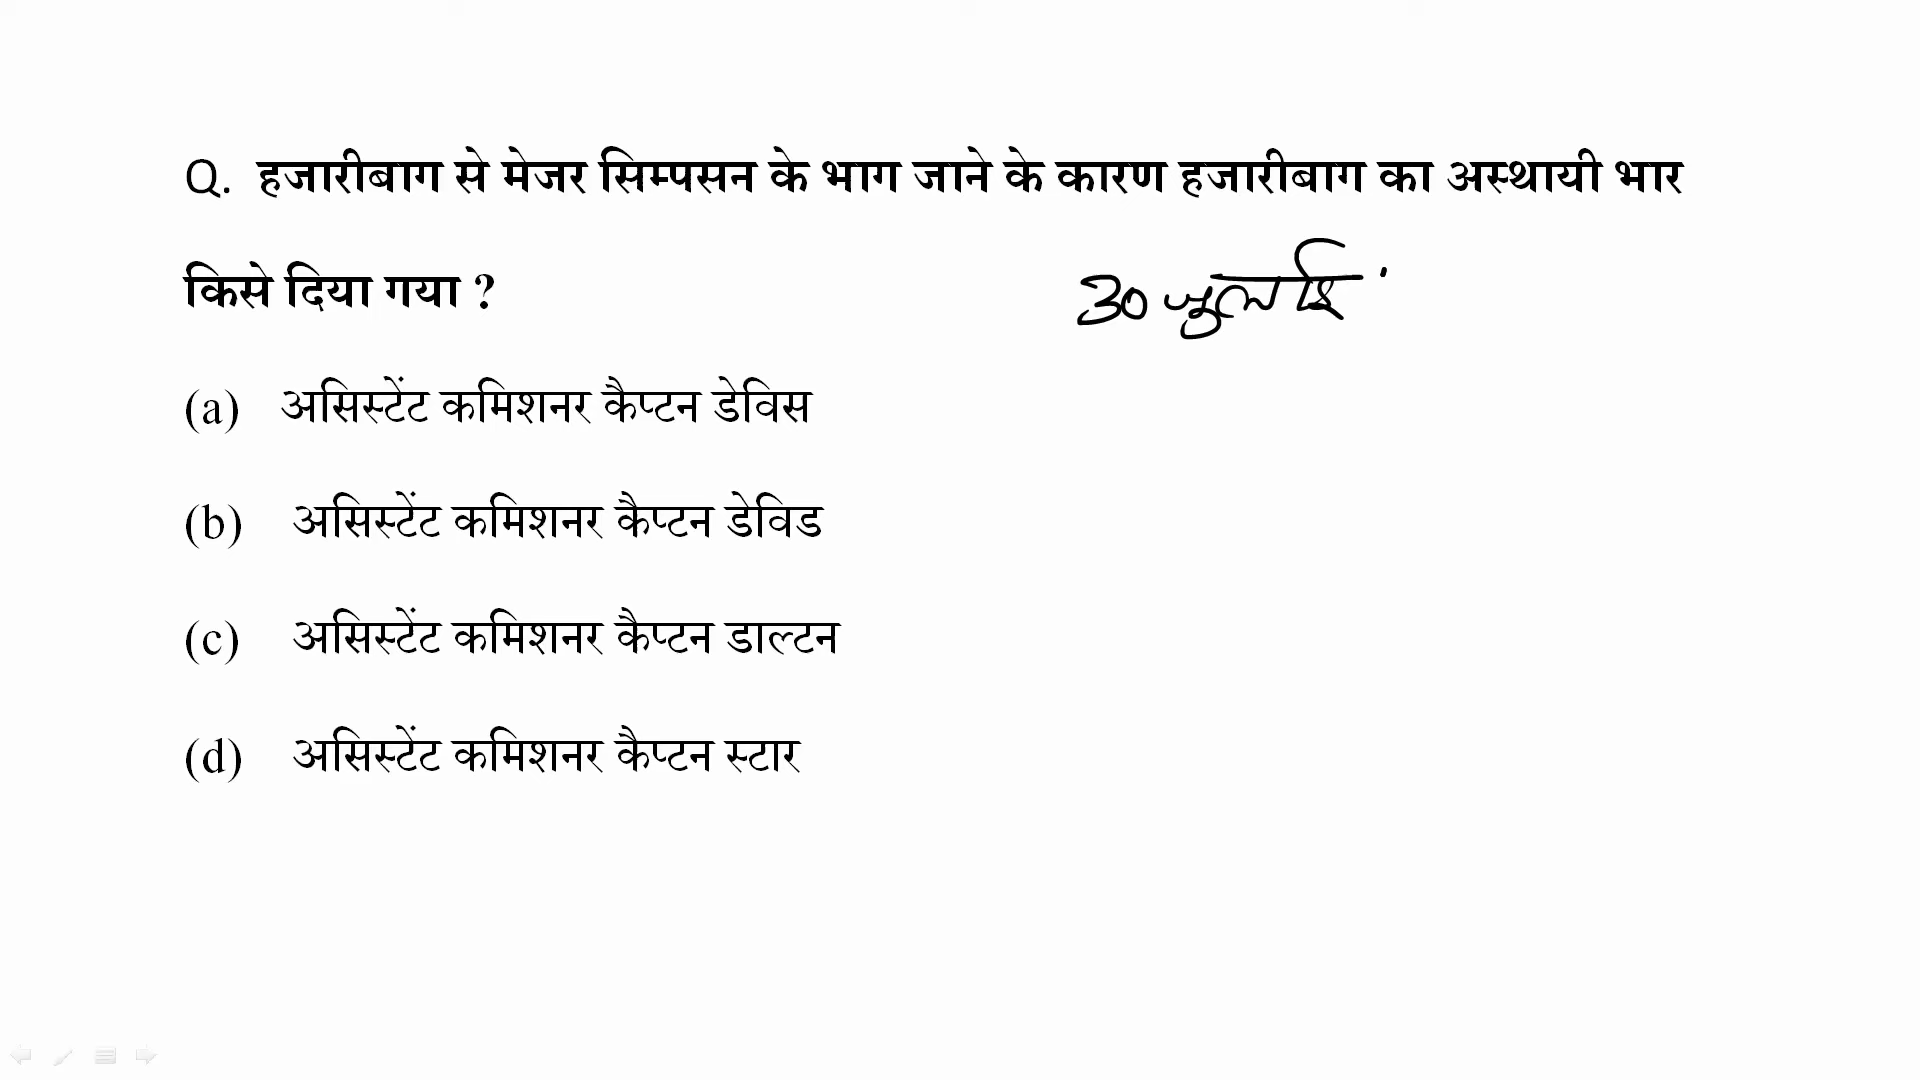 Q. हजारीबाग से मेजर सिम्पसन के भाग जाने के कारण हजारीबाग का अस्थायी भार
किसे दिया गया ?
30 जुलाई
(a) असिस्टेंट कमिशनर कैप्टन डेविस
(b) असिस्टेंट कमिशनर कैप्टन डेविड
(c) असिस्टेंट कमिशनर कैप्टन डाल्टन
(d) असिस्टेंट कमिशनर कैप्टन स्टार